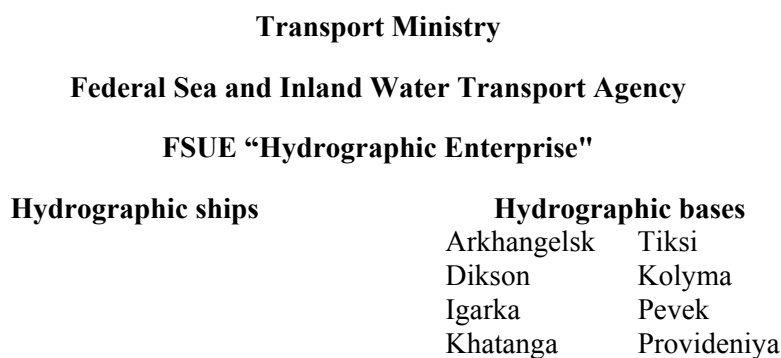 Transport Ministry
Federal Sea and Inland Water Transport Agency
FSUE “Hydrographic Enterprise"
Hydrographic ships Hydrographic bases
Arkhangelsk Tiksi
Dikson Kolyma
Igarka Pevek
Khatanga Provideniya